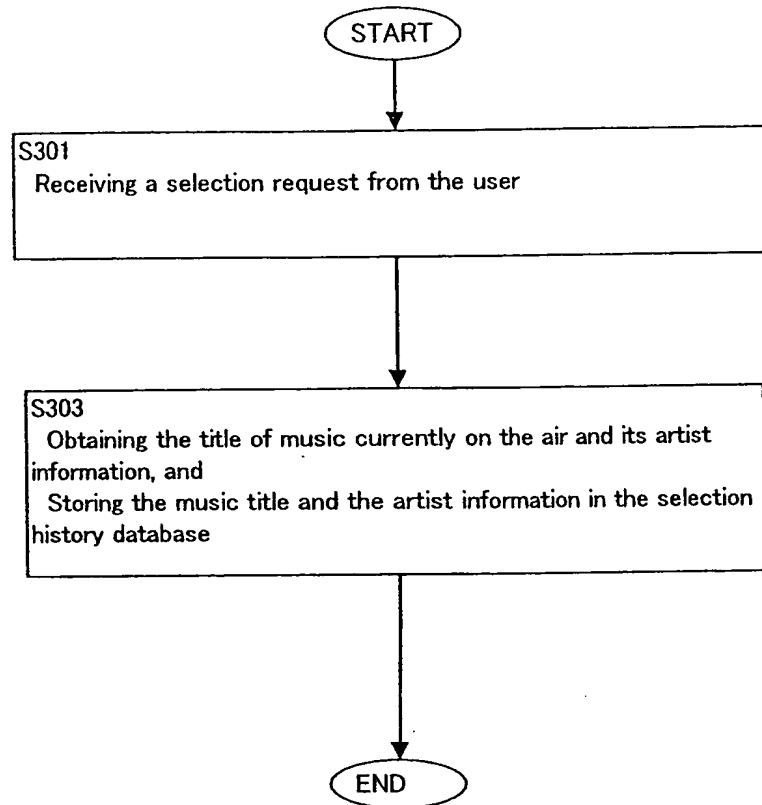 START
S301
Receiving a selection request from the user
S303
Obtaining the title of music currently on the air and its artist
information, and
Storing the music title and the artist information in the selection
history database
END